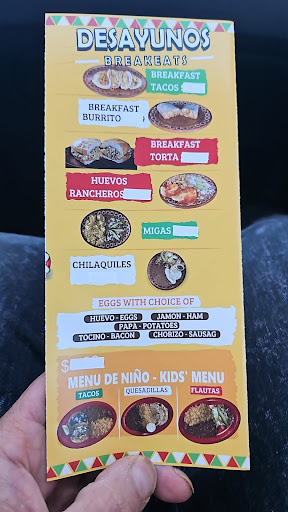 DESAYUNOS
BREAKEATS
BREAKFAST
TACOS
BREAKFAST
BURRITO
BREAKFAST
TORTA
HUEVOS
RANCHEROS
MIGAS
CHILAQUILES
EGGS WITH CHOICE OF
HUEVO - EGGS JAMON - HAM
PAPA - POTATOES
TOCINO - BACON CHORIZO - SAUSAG
$
MENU DE NIÑO - KIDS' MENU
TACOS QUESADILLAS FLAUTAS